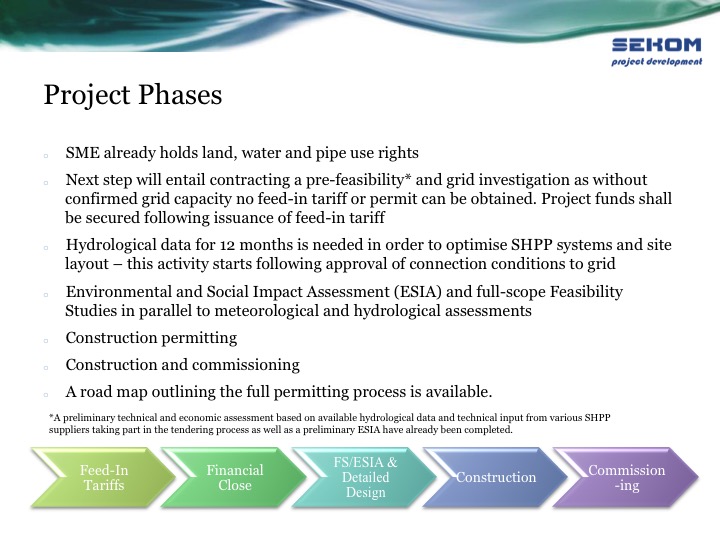 SEKOM
project development
Project Phases
SME already holds land, water and pipe use rights
Next step will entail contracting a pre-feasibility* and grid investigation as without
confirmed grid capacity no feed-in tariff or permit can be obtained. Project funds shall
be secured following issuance of feed-in tariff
Hydrological data for 12 months is needed in order to optimise SHPP systems and site
layout – this activity starts following approval of connection conditions to grid
Environmental and Social Impact Assessment (ESIA) and full-scope Feasibility
Studies in parallel to meteorological and hydrological assessments
Construction permitting
Construction and commissioning
A road map outlining the full permitting process is available.
*A preliminary technical and economic assessment based on available hydrological data and technical input from various SHPP
suppliers taking part in the tendering process as well as a preliminary ESIA have already been completed.
Feed-In
Tariffs
Financial
Close
FS/ESIA &
Detailed
Design
Construction
Commission
-ing